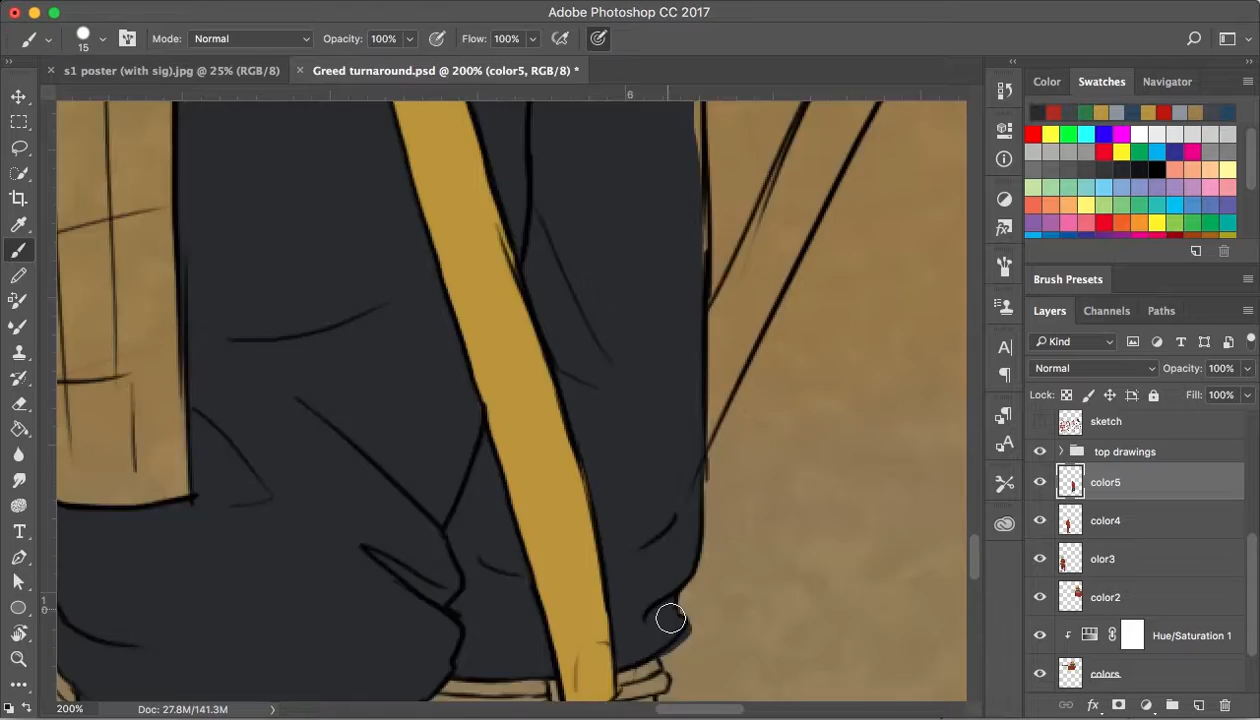 Adobe Photoshop CC 2017
15 Mode: Normal Opacity: 100% Flow: 100%
s1 poster (with sig).jpg @ 25% (RGB/8) Greed turnaround.psd @ 200% (color5, RGB/8) *
6
Color Swatches Navigator
Brush Presets
Layers Channels Paths
Kind
Normal Opacity: 100%
Lock: Fill: 100%
sketch
top drawings
color5
color4
olor3
color2
Hue/Saturation 1
colors
1
0
200% Doc: 27.8M/141.3M